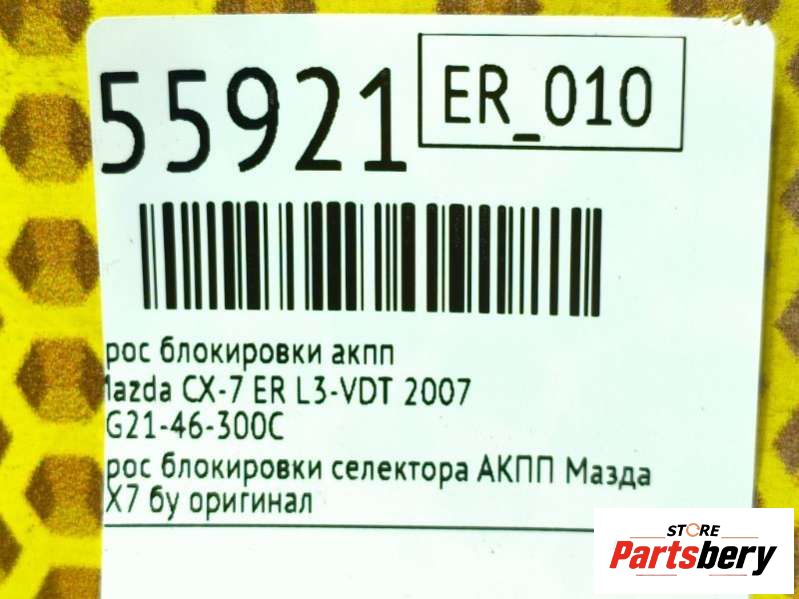 55921
ER_010
рос блокировки акпп
Mazda CX-7 ER L3-VDT 2007
G21-46-300C
рос блокировки селектора АКПП Мазда
X7 бу оригинал
STORE
Partsbery